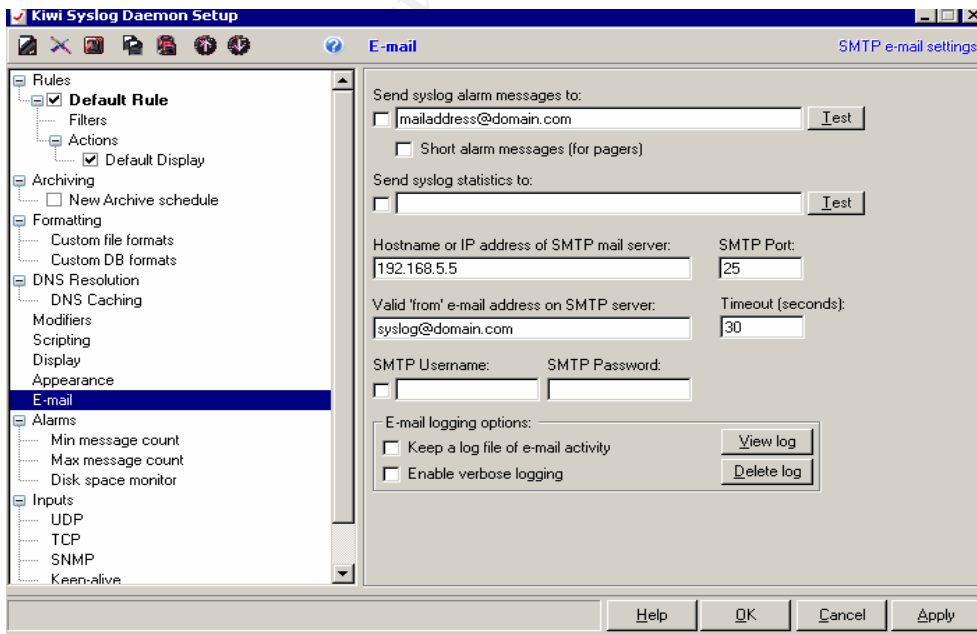 Kiwi Syslog Daemon Setup
E-mail
SMTP e-mail settings
Rules
Default Rule
Filters
Actions
Default Display
Archiving
New Archive schedule
Formatting
Custom file formats
Custom DB formats
DNS Resolution
DNS Caching
Modifiers
Scripting
Display
Appearance
E-mail
Alarms
Min message count
Max message count
Disk space monitor
Inputs
UDP
TCP
SNMP
Keep-alive
Send syslog alarm messages to:
mailaddress@domain.com
Test
Short alarm messages (for pagers)
Send syslog statistics to:
Test
Hostname or IP address of SMTP mail server:
SMTP Port:
192.168.5.5
25
Valid 'from' e-mail address on SMTP server:
Timeout (seconds):
syslog@domain.com
30
SMTP Username:
SMTP Password:
E-mail logging options:
Keep a log file of e-mail activity
View log
Enable verbose logging
Delete log
Help
OK
Cancel
Apply